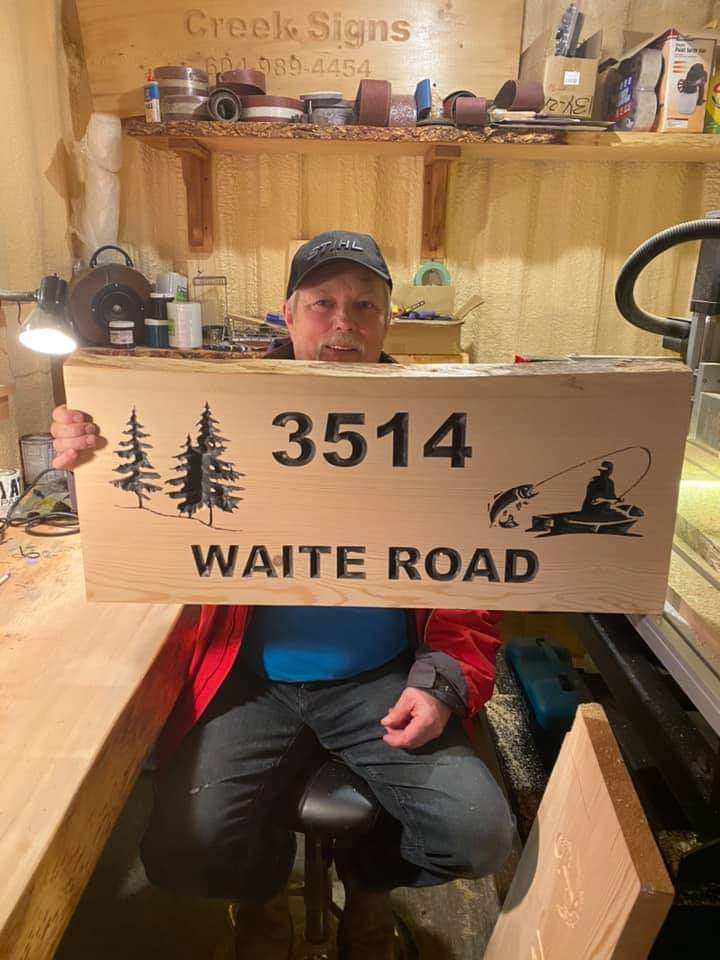 Creek Signs
604-989-4454
STIHL
3514
WAITE ROAD